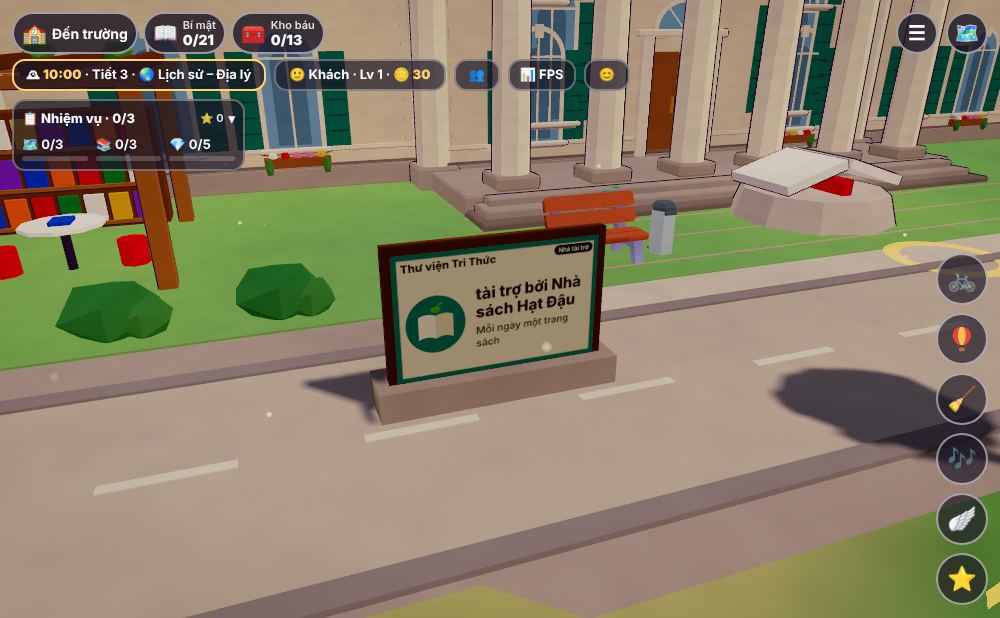 Đến trường
Bí mật
0/21
Kho báu
0/13
10:00 · Tiết 3 · Lịch sử – Địa lý
Khách · Lv 1 · 30
FPS
Nhiệm vụ · 0/3
0 ▾
0/3
0/3
0/5
Nhà tài trợ
Thư viện Tri Thức
tài trợ bởi Nhà
sách Hạt Đậu
Mỗi ngày một trang
sách